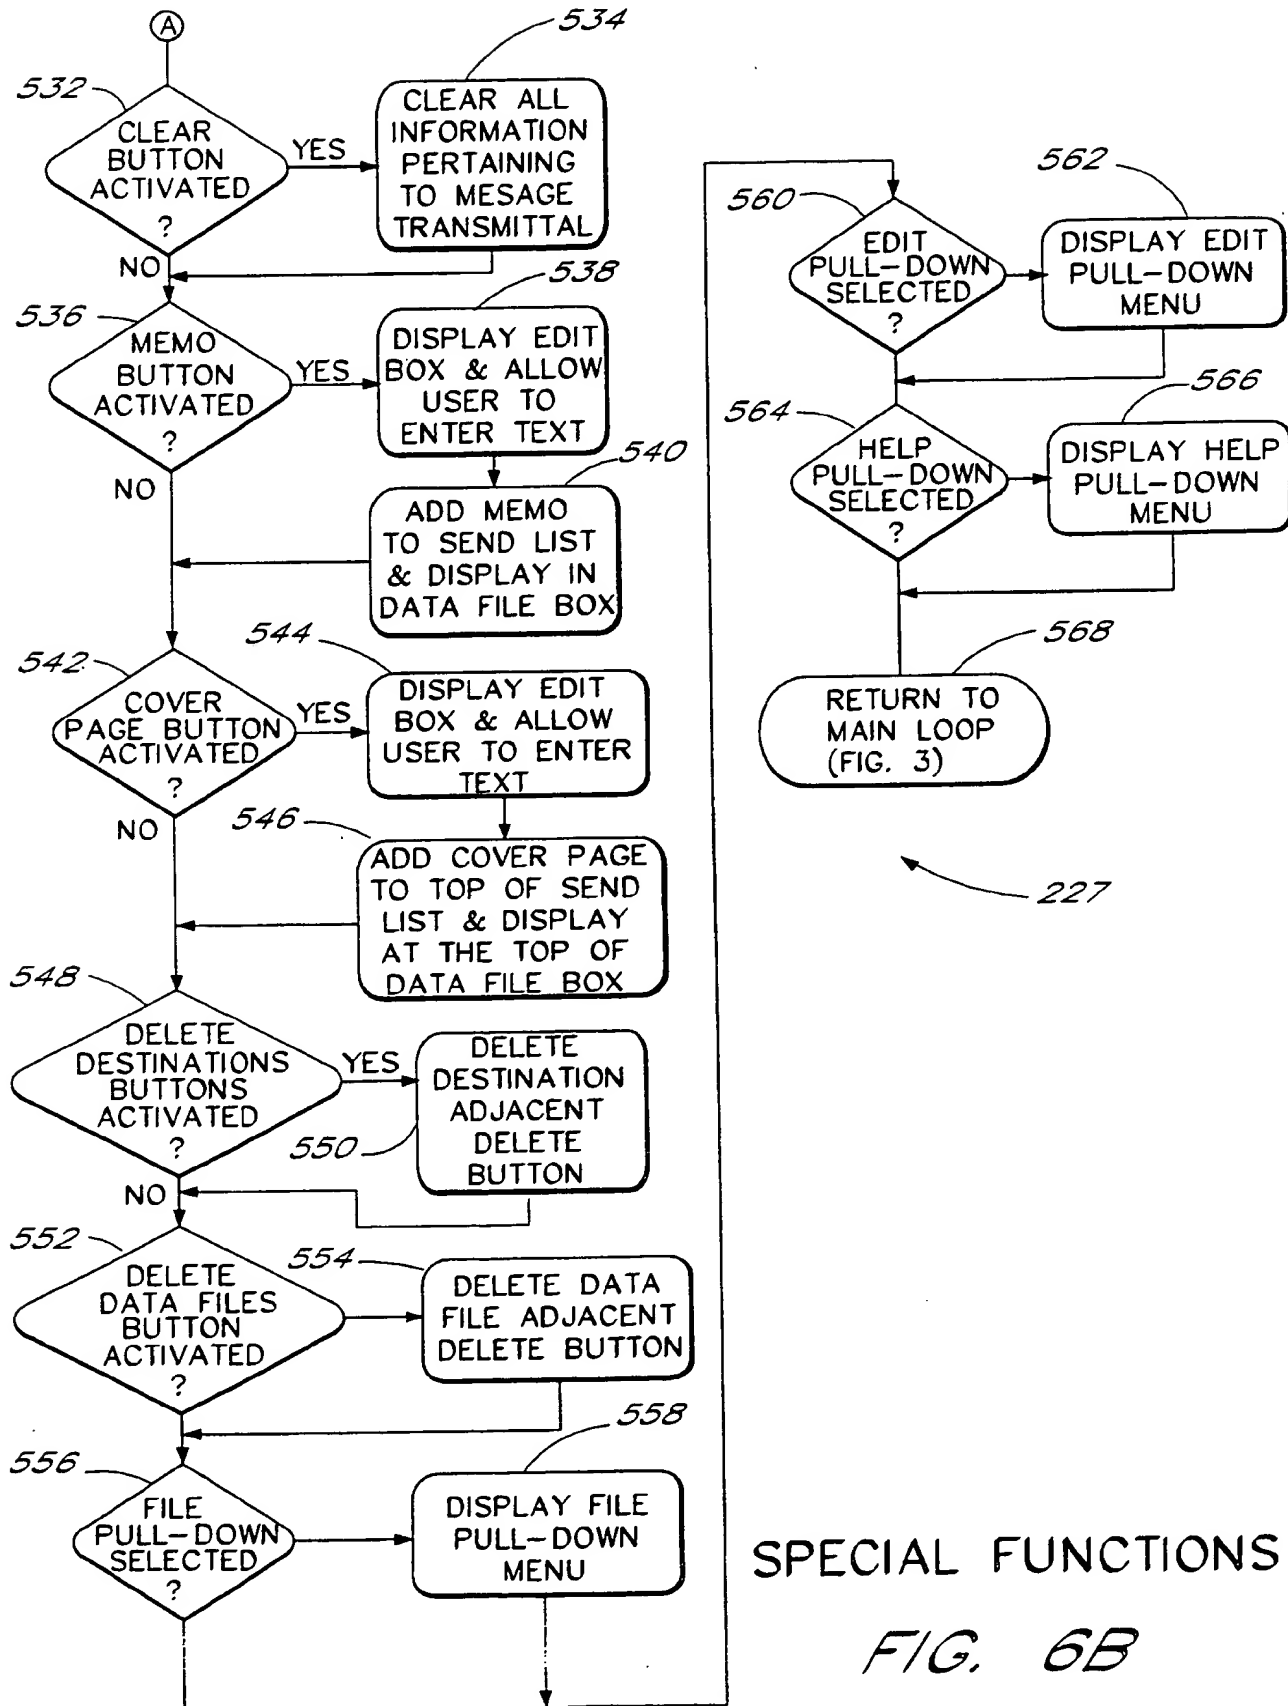 A
532
CLEAR
BUTTON
ACTIVATED
?
YES
NO
534
CLEAR ALL
INFORMATION
PERTAINING
TO MESAGE
TRANSMITTAL
536
MEMO
BUTTON
ACTIVATED
?
YES
NO
538
DISPLAY EDIT
BOX & ALLOW
USER TO
ENTER TEXT
540
ADD MEMO
TO SEND LIST
& DISPLAY IN
DATA FILE BOX
542
COVER
PAGE BUTTON
ACTIVATED
?
YES
NO
544
DISPLAY EDIT
BOX & ALLOW
USER TO ENTER
TEXT
546
ADD COVER PAGE
TO TOP OF SEND
LIST & DISPLAY
AT THE TOP OF
DATA FILE BOX
548
DELETE
DESTINATIONS
BUTTONS
ACTIVATED
?
YES
NO
550
DELETE
DESTINATION
ADJACENT
DELETE
BUTTON
552
DELETE
DATA FILES
BUTTON
ACTIVATED
?
554
DELETE DATA
FILE ADJACENT
DELETE BUTTON
556
FILE
PULL-DOWN
SELECTED
?
558
DISPLAY FILE
PULL-DOWN
MENU
560
EDIT
PULL-DOWN
SELECTED
?
562
DISPLAY EDIT
PULL-DOWN
MENU
564
HELP
PULL-DOWN
SELECTED
?
566
DISPLAY HELP
PULL-DOWN
MENU
568
RETURN TO
MAIN LOOP
(FIG. 3)
227
SPECIAL FUNCTIONS
FIG. 6B